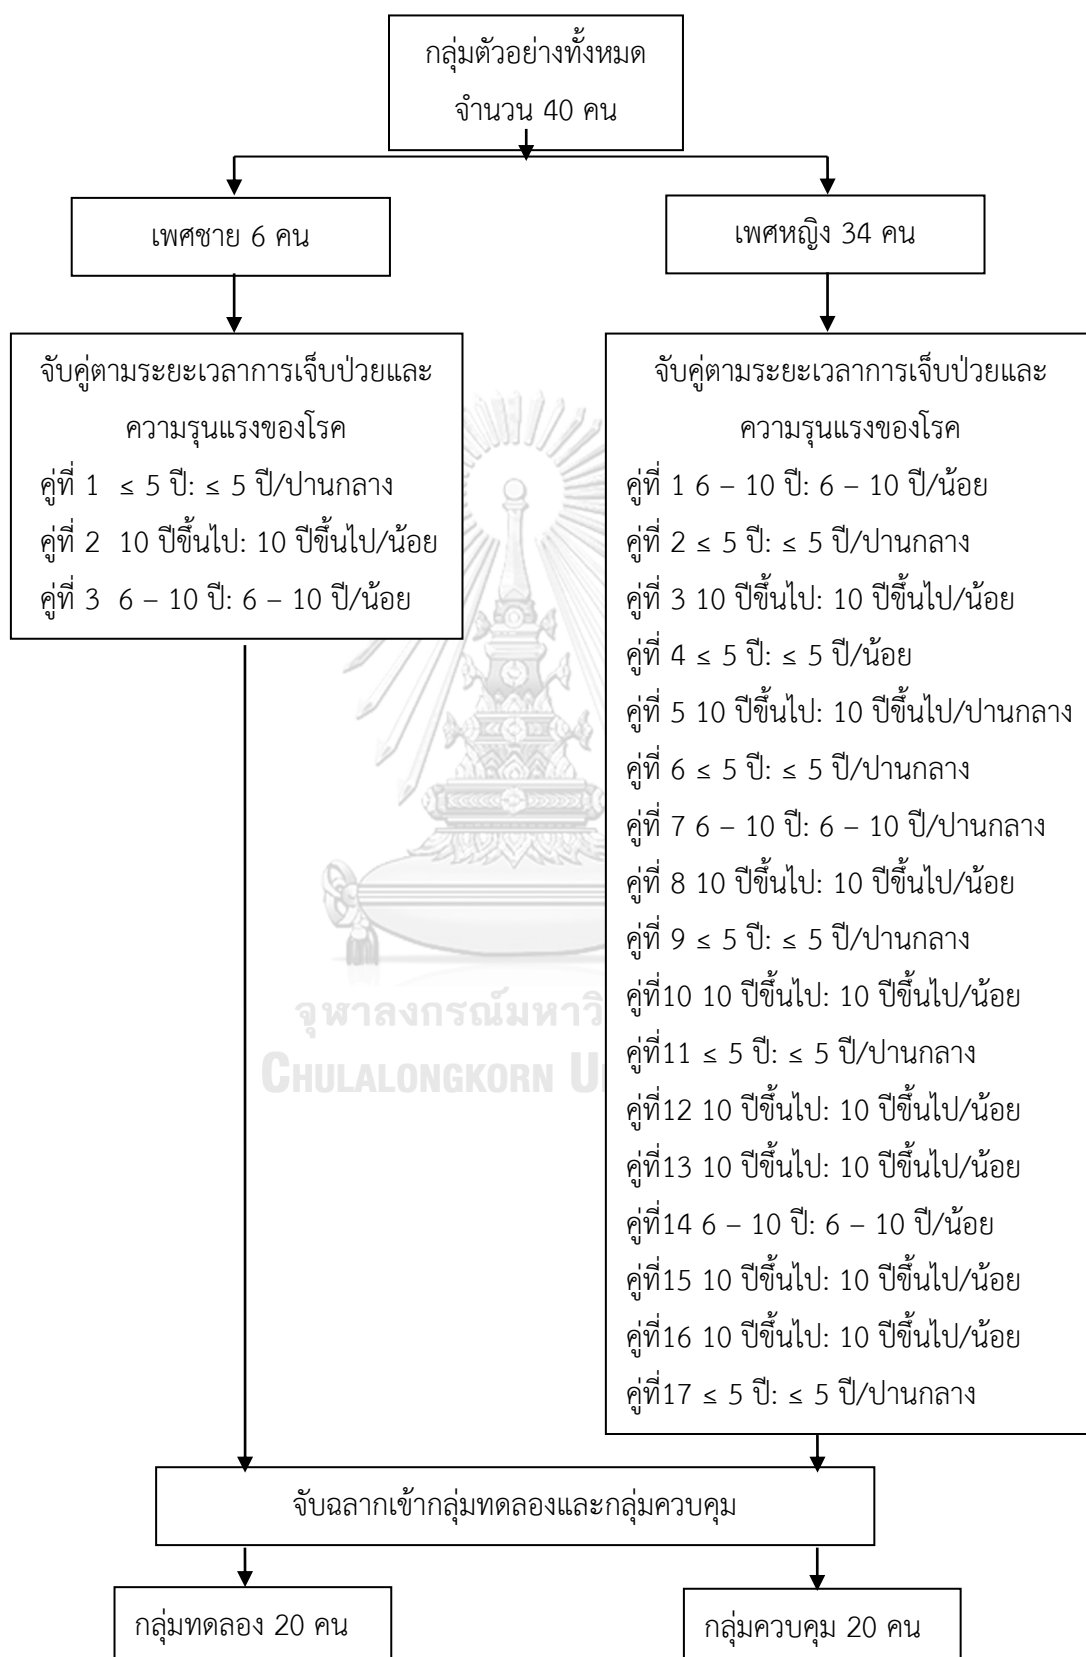 กลุ่มตัวอย่างทั้งหมด
จำนวน 40 คน
เพศชาย 6 คน
เพศหญิง 34 คน
จับคู่ตามระยะเวลาการเจ็บป่วยและ
ความรุนแรงของโรค
คู่ที่ 1 ≤ 5 ปี: ≤ 5 ปี/ปานกลาง
คู่ที่ 2 10 ปีขึ้นไป: 10 ปีขึ้นไป/น้อย
คู่ที่ 3 6 – 10 ปี: 6 – 10 ปี/น้อย
จับคู่ตามระยะเวลาการเจ็บป่วยและ
ความรุนแรงของโรค
คู่ที่ 1 6 – 10 ปี: 6 – 10 ปี/น้อย
คู่ที่ 2 ≤ 5 ปี: ≤ 5 ปี/ปานกลาง
คู่ที่ 3 10 ปีขึ้นไป: 10 ปีขึ้นไป/น้อย
คู่ที่ 4 ≤ 5 ปี: ≤ 5 ปี/น้อย
คู่ที่ 5 10 ปีขึ้นไป: 10 ปีขึ้นไป/ปานกลาง
คู่ที่ 6 ≤ 5 ปี: ≤ 5 ปี/ปานกลาง
คู่ที่ 7 6 – 10 ปี: 6 – 10 ปี/ปานกลาง
คู่ที่ 8 10 ปีขึ้นไป: 10 ปีขึ้นไป/น้อย
คู่ที่ 9 ≤ 5 ปี: ≤ 5 ปี/ปานกลาง
คู่ที่10 10 ปีขึ้นไป: 10 ปีขึ้นไป/น้อย
คู่ที่11 ≤ 5 ปี: ≤ 5 ปี/ปานกลาง
คู่ที่12 10 ปีขึ้นไป: 10 ปีขึ้นไป/น้อย
คู่ที่13 10 ปีขึ้นไป: 10 ปีขึ้นไป/น้อย
คู่ที่14 6 – 10 ปี: 6 – 10 ปี/น้อย
คู่ที่15 10 ปีขึ้นไป: 10 ปีขึ้นไป/น้อย
คู่ที่16 10 ปีขึ้นไป: 10 ปีขึ้นไป/น้อย
คู่ที่17 ≤ 5 ปี: ≤ 5 ปี/ปานกลาง
จุฬาลงกรณ์มหาวิ
CHULALONGKORN U
จับฉลากเข้ากลุ่มทดลองและกลุ่มควบคุม
กลุ่มทดลอง 20 คน
กลุ่มควบคุม 20 คน